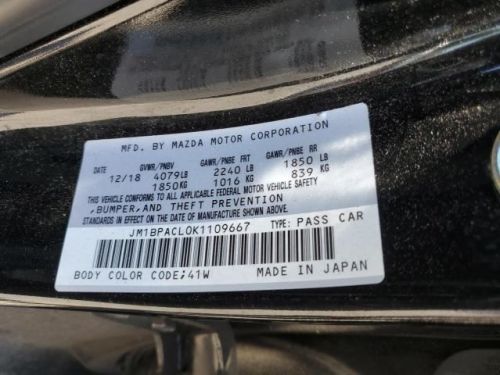 MFD. BY MAZDA MOTOR CORPORATION
DATE GVWR/PNBV GAWR/PNBE FRT GAWR/PNBE RR
12/18 4079LB 2240 LB 1850 LB
1850KG 1016 KG 839 KG
THIS VEHICLE CONFORMS TO ALL APPLICABLE FEDERAL MOTOR VEHICLE SAFETY
,BUMPER,AND THEFT PREVENTION
STANDARDS IN EFFECT ON THE DATE OF MANUFACTURE SHOWN ABOVE.
JM1BPACL0K1109667 TYPE: PASS CAR
BODY COLOR CODE;41W MADE IN JAPAN